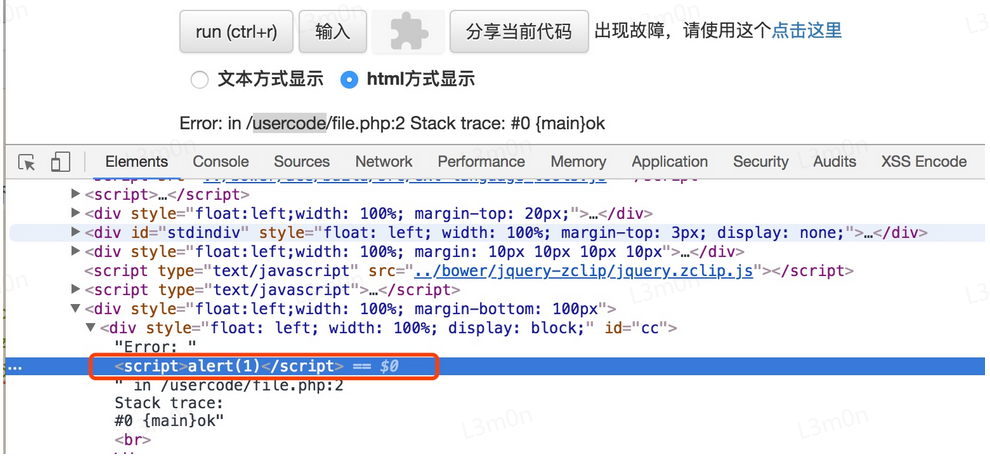 run (ctrl+r) 输入 分享当前代码 出现故障，请使用这个点击这里
文本方式显示 html方式显示
Error: in /usercode/file.php:2 Stack trace: #0 {main}ok
Elements Console Sources Network Performance Memory Application Security Audits XSS Encode
<script>…</script>
<div style="float:left;width: 100%; margin-top: 20px;">…</div>
<div id="stdindiv" style="float: left; width: 100%; margin-top: 3px; display: none;">…</div>
<div style="float:left;width: 100%; margin: 10px 10px 10px 10px">…</div>
<script type="text/javascript" src="../bower/jquery-zclip/jquery.zclip.js"></script>
<script type="text/javascript">…</script>
<div style="float:left;width: 100%; margin-bottom: 100px">
<div style="float: left; width: 100%; display: block;" id="cc">
"Error: "
… <script>alert(1)</script> == $0
" in /usercode/file.php:2
Stack trace:
#0 {main}ok"
<br>
L3m0n